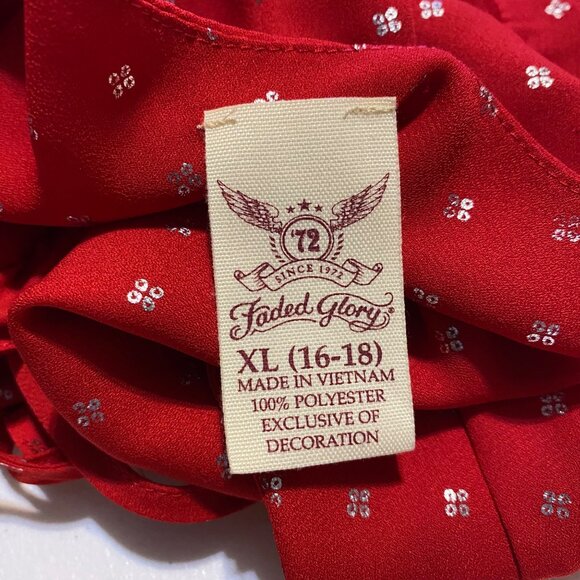 '72
SINCE 1972
Faded Glory®
XL (16-18)
MADE IN VIETNAM
100% POLYESTER
EXCLUSIVE OF
DECORATION